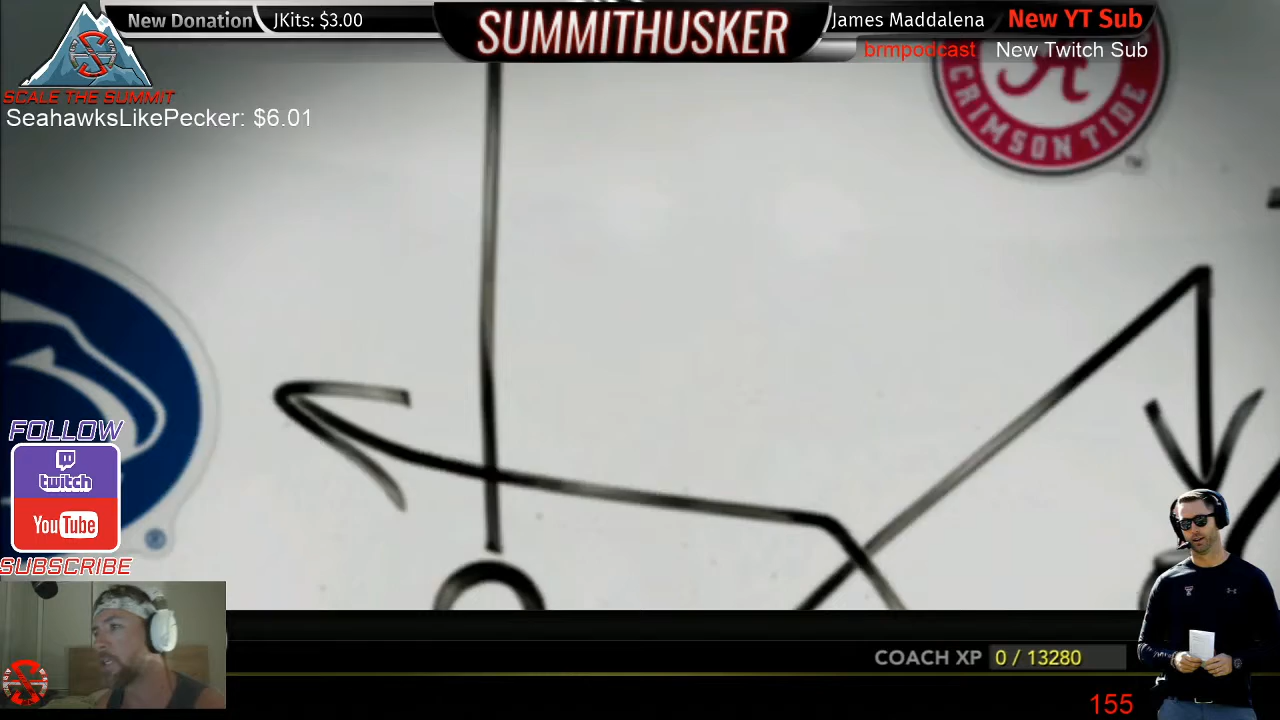 New Donation
JKits: $3.00
SUMMITHUSKER
James Maddalena
New YT Sub
brmpodcast
New Twitch Sub
SCALE THE SUMMIT
SeahawksLikePecker: $6.01
A
CRIMSON TIDE
TM
FOLLOW
twitch
YouTube
SUBSCRIBE
COACH XP 0 / 13280
155